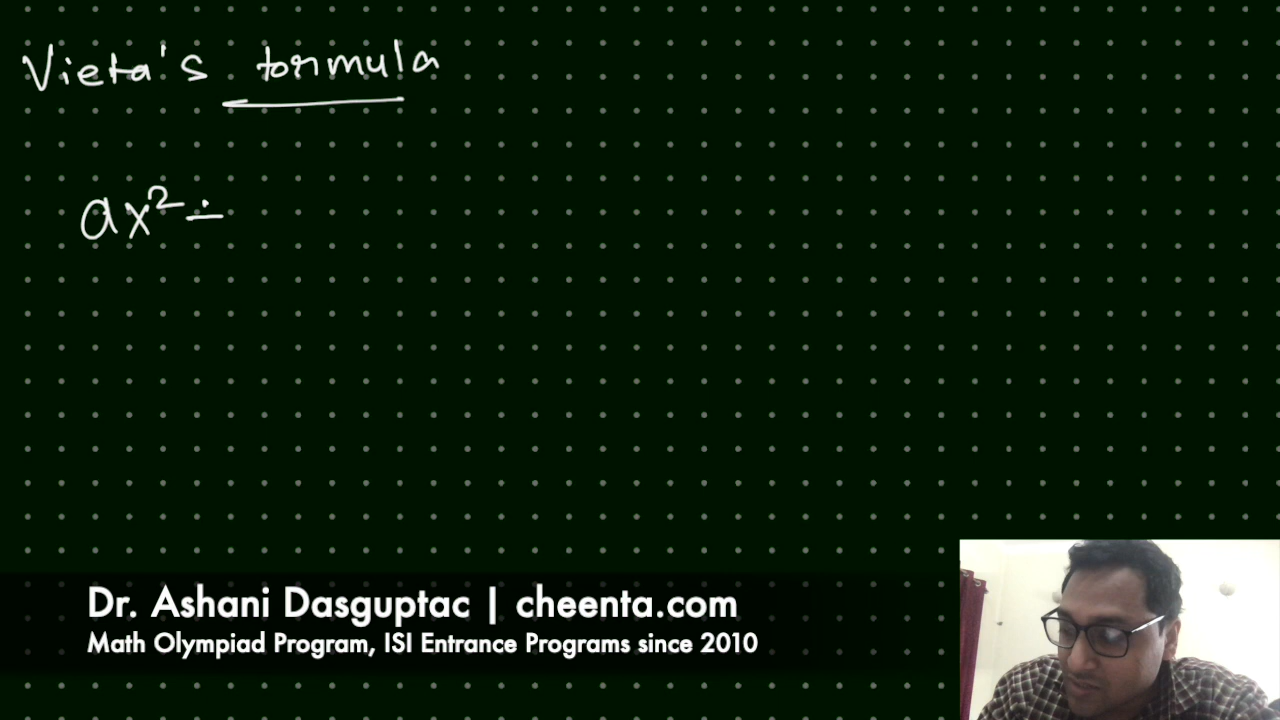 Vieta's formula
ax² -
Dr. Ashani Dasguptac | cheenta.com
Math Olympiad Program, ISI Entrance Programs since 2010